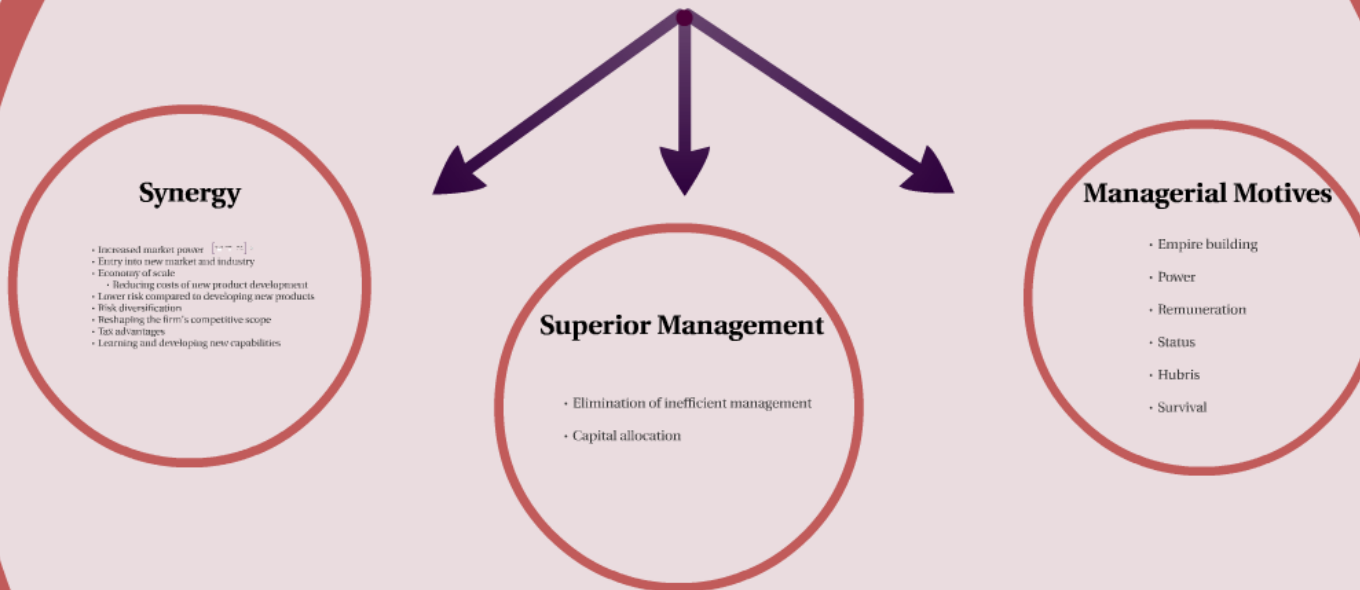 Synergy
• Increased market power
• Entry into new market and industry
• Economy of scale
• Reducing costs of new product development
• Lower risk compared to developing new products
• Risk diversification
• Reshaping the firm's competitive scope
• Tax advantages
• Learning and developing new capabilities
Superior Management
• Elimination of inefficient management
• Capital allocation
Managerial Motives
• Empire building
• Power
• Remuneration
• Status
• Hubris
• Survival